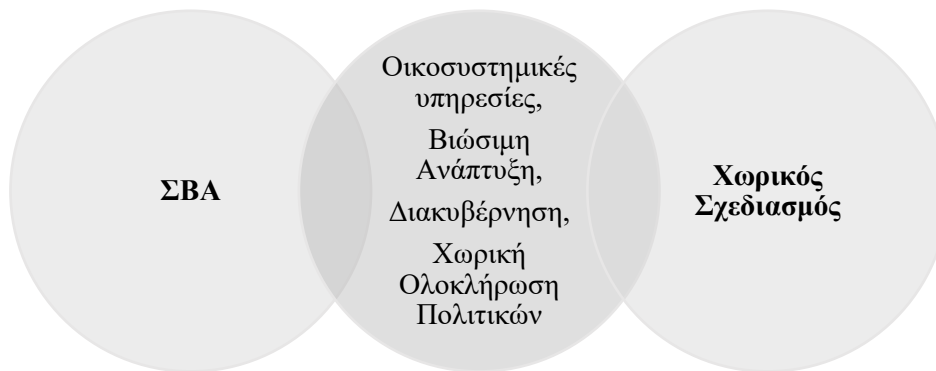 ΣΒΑ
Οικοσυστημικές
υπηρεσίες,
Βιώσιμη
Ανάπτυξη,
Διακυβέρνηση,
Χωρική
Ολοκλήρωση
Πολιτικών
Χωρικός
Σχεδιασμός